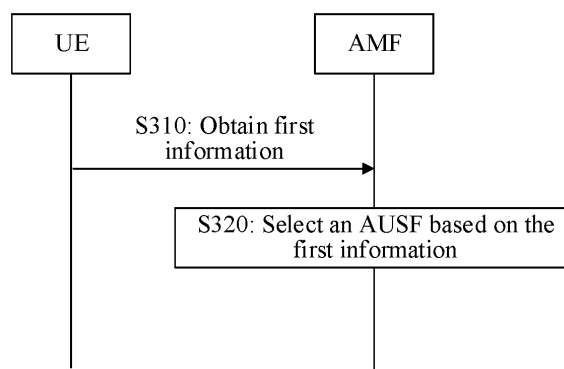 UE
AMF
S310: Obtain first
information
S320: Select an AUSF based on the
first information